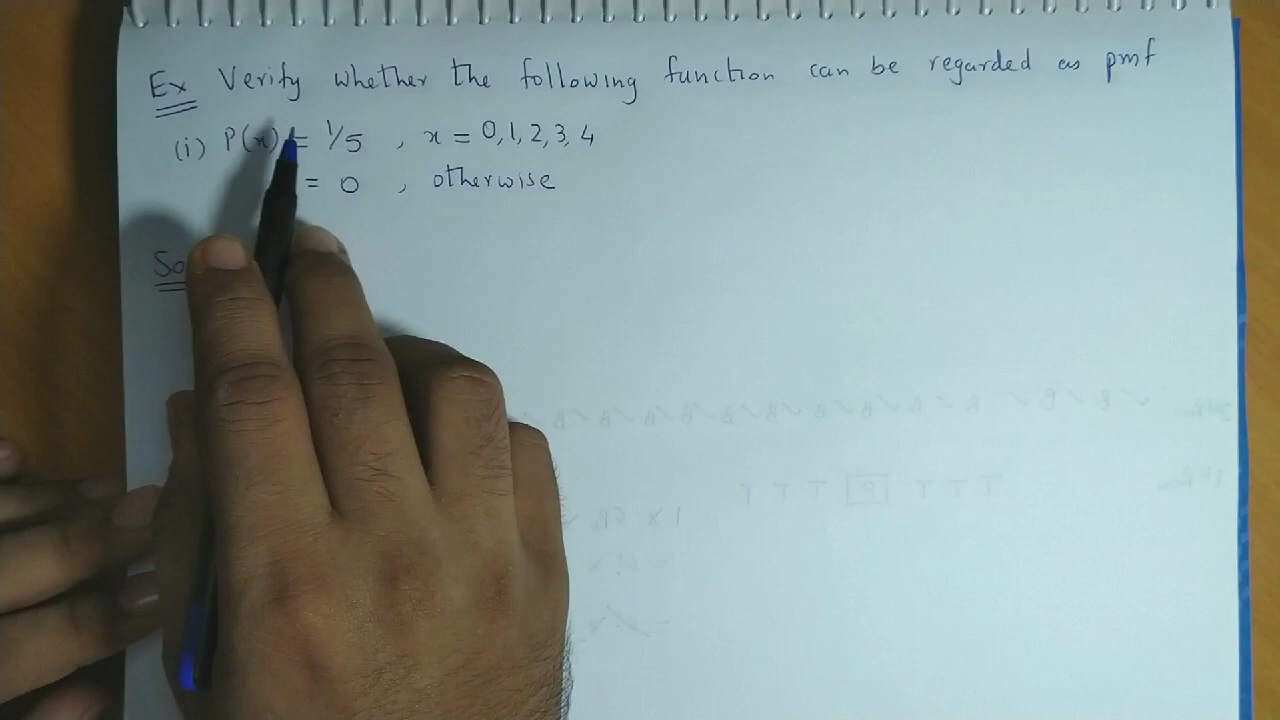 Ex Verify whether the following function can be regarded as pmf
(i) P(x) = 1/5 , x = 0, 1, 2, 3, 4
= 0 , otherwise